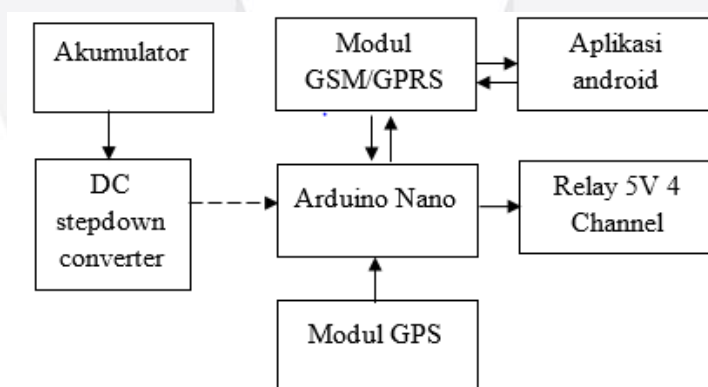 Akumulator
Modul
GSM/GPRS
Aplikasi
android
DC
stepdown
converter
Arduino Nano
Relay 5V 4
Channel
Modul GPS